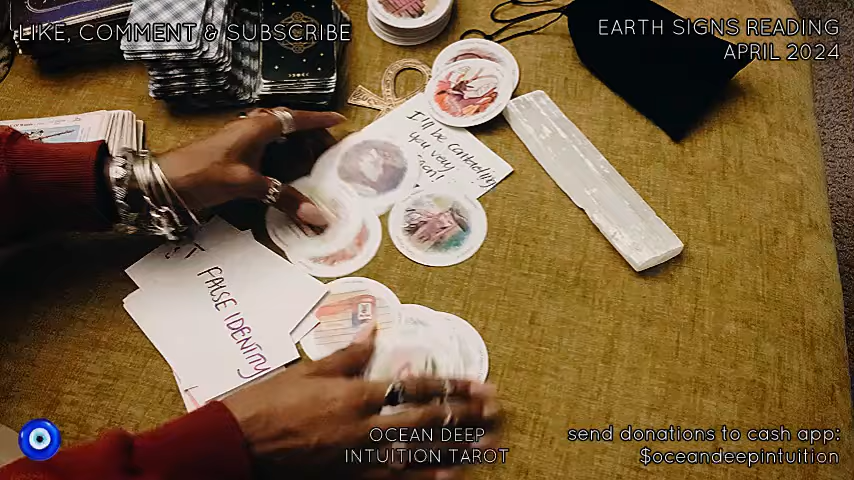 LIKE, COMMENT & SUBSCRIBE
EARTH SIGNS READING
APRIL 2024
I'll be contacting
you very
soon!
FALSE IDENTITY
OCEAN DEEP
INTUITION TAROT
send donations to cash app:
$oceandeepintuition